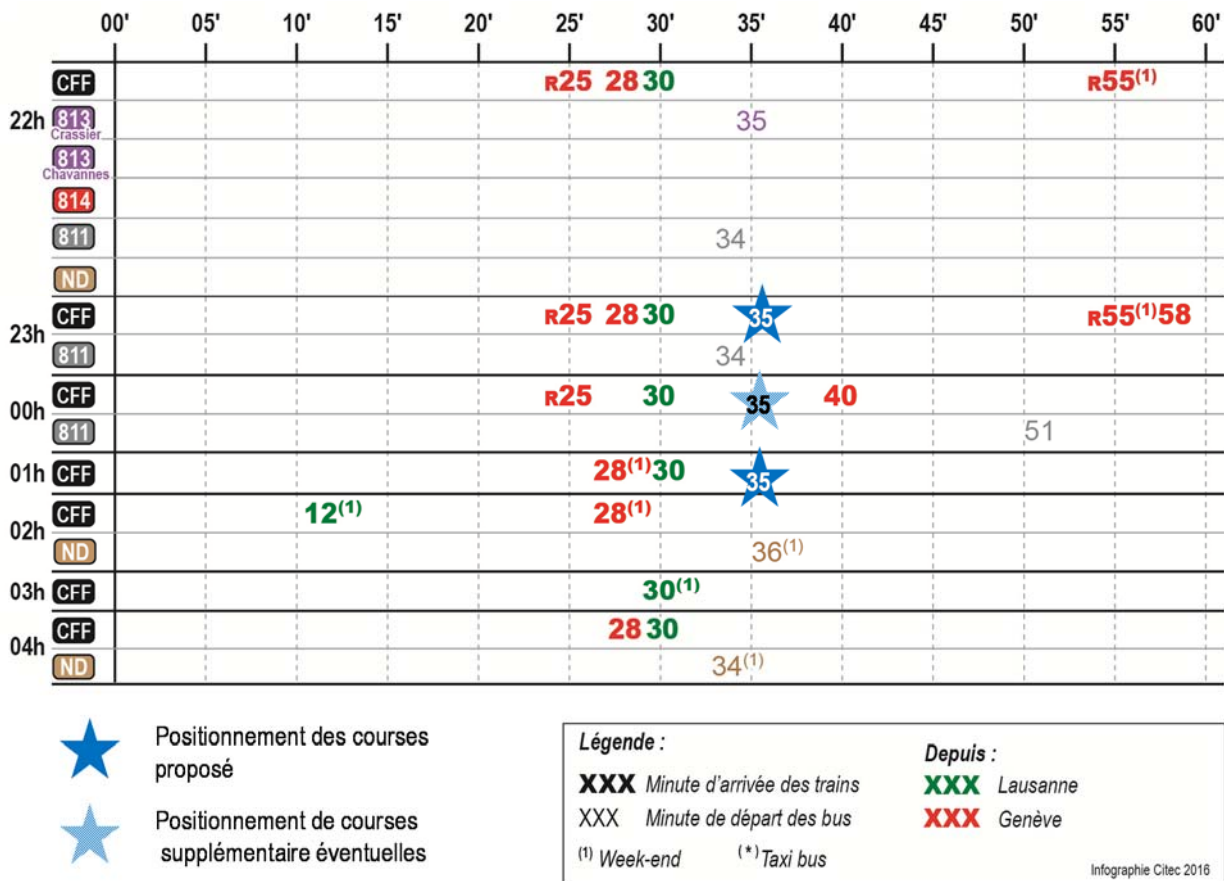 00' 05' 10' 15' 20' 25' 30' 35' 40' 45' 50' 55' 60'
CFF R25 28 30 R55(1)
22h 813 35
Crassier
813
Chavannes
814
811 34
ND
CFF R25 28 30 35 R55(1) 58
23h
811 34
CFF R25 30 35 40
00h
811 51
01h CFF 28(1) 30 35
CFF 12(1) 28(1)
02h
ND 36(1)
03h CFF 30(1)
CFF 28 30
04h
ND 34(1)
Positionnement des courses
proposé
Positionnement de courses
supplémentaire éventuelles
Légende :
XXX Minute d'arrivée des trains
XXX Minute de départ des bus
(1) Week-end (*) Taxi bus
Depuis :
XXX Lausanne
XXX Genève
Infographie Citec 2016